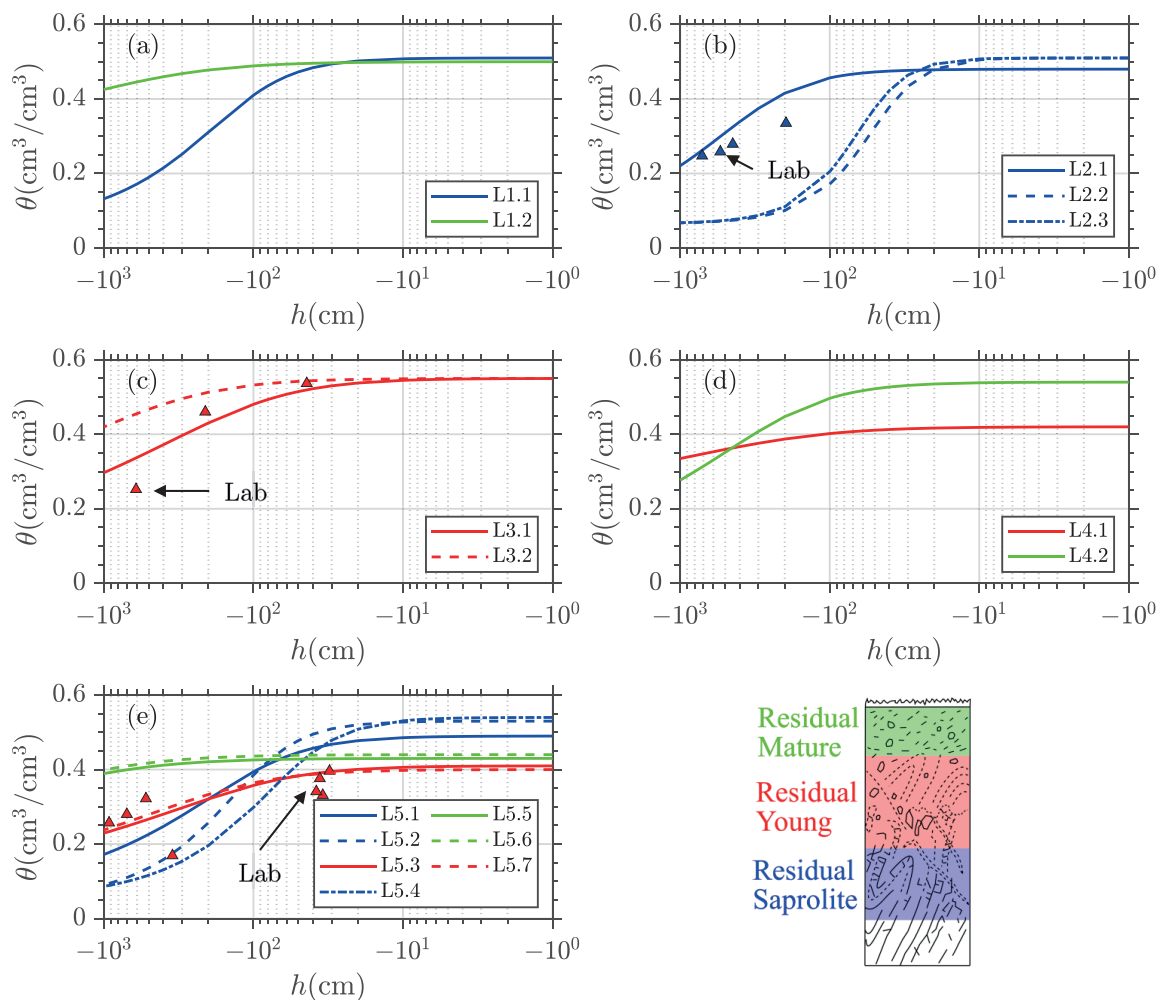 (a)
0.6
0.4
0.2
0
θ((cm³/cm³)
−10³
−10²
−10¹
−10⁰
h(cm)
L1.1
L1.2
(b)
0.6
0.4
0.2
0
θ((cm³/cm³)
−10³
−10²
−10¹
−10⁰
h(cm)
Lab
L2.1
L2.2
L2.3
(c)
0.6
0.4
0.2
0
θ((cm³/cm³)
−10³
−10²
−10¹
−10⁰
h(cm)
Lab
L3.1
L3.2
(d)
0.6
0.4
0.2
0
θ((cm³/cm³)
−10³
−10²
−10¹
−10⁰
h(cm)
L4.1
L4.2
(e)
0.6
0.4
0.2
0
θ((cm³/cm³)
−10³
−10²
−10¹
−10⁰
h(cm)
Lab
L5.1 L5.5
L5.2 L5.6
L5.3 L5.7
L5.4
Residual
Mature
Residual
Young
Residual
Saprolite